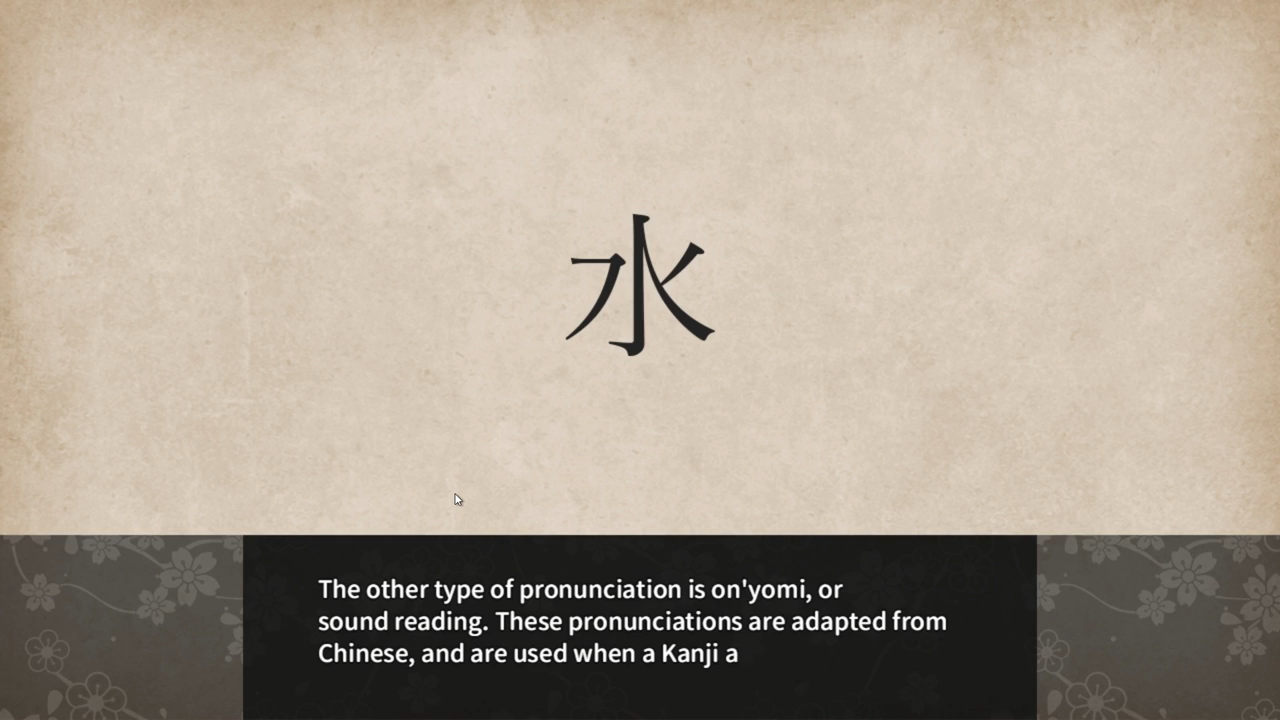 水
The other type of pronunciation is on'yomi, or
sound reading. These pronunciations are adapted from
Chinese, and are used when a Kanji a